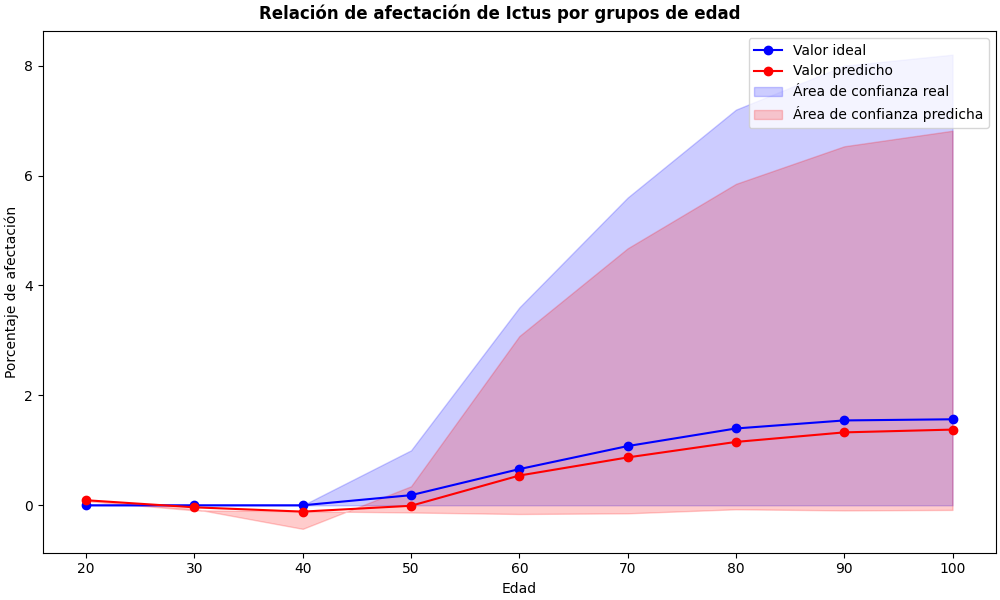 Relación de afectación de Ictus por grupos de edad
Valor ideal
Valor predicho
Área de confianza real
Área de confianza predicha
Porcentaje de afectación
8
6
4
2
0
20 30 40 50 60 70 80 90 100
Edad